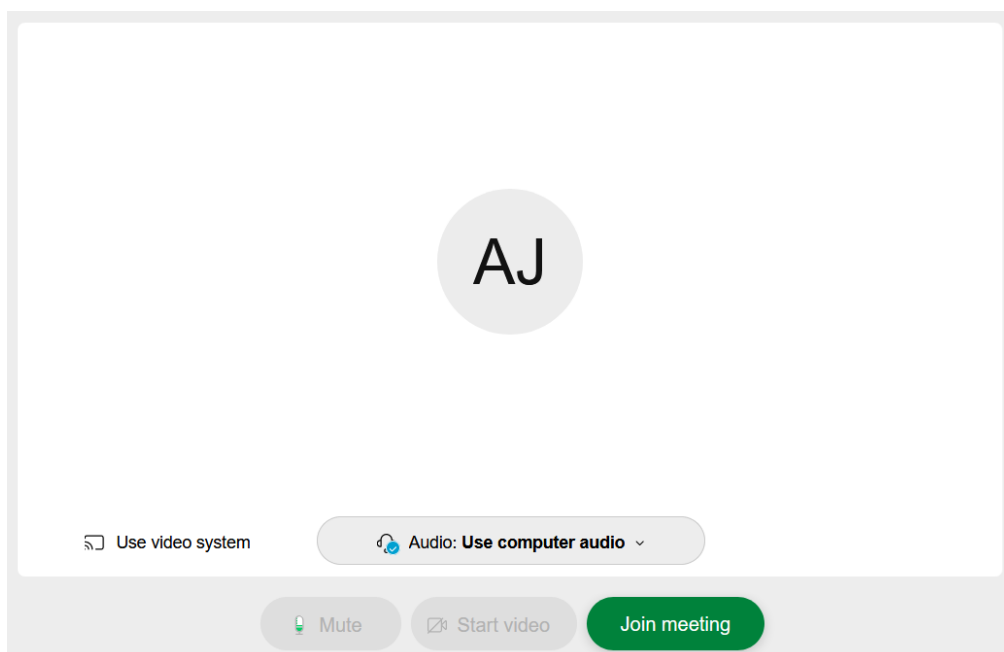 AJ
Use video system
Audio: Use computer audio
Mute
Start video
Join meeting